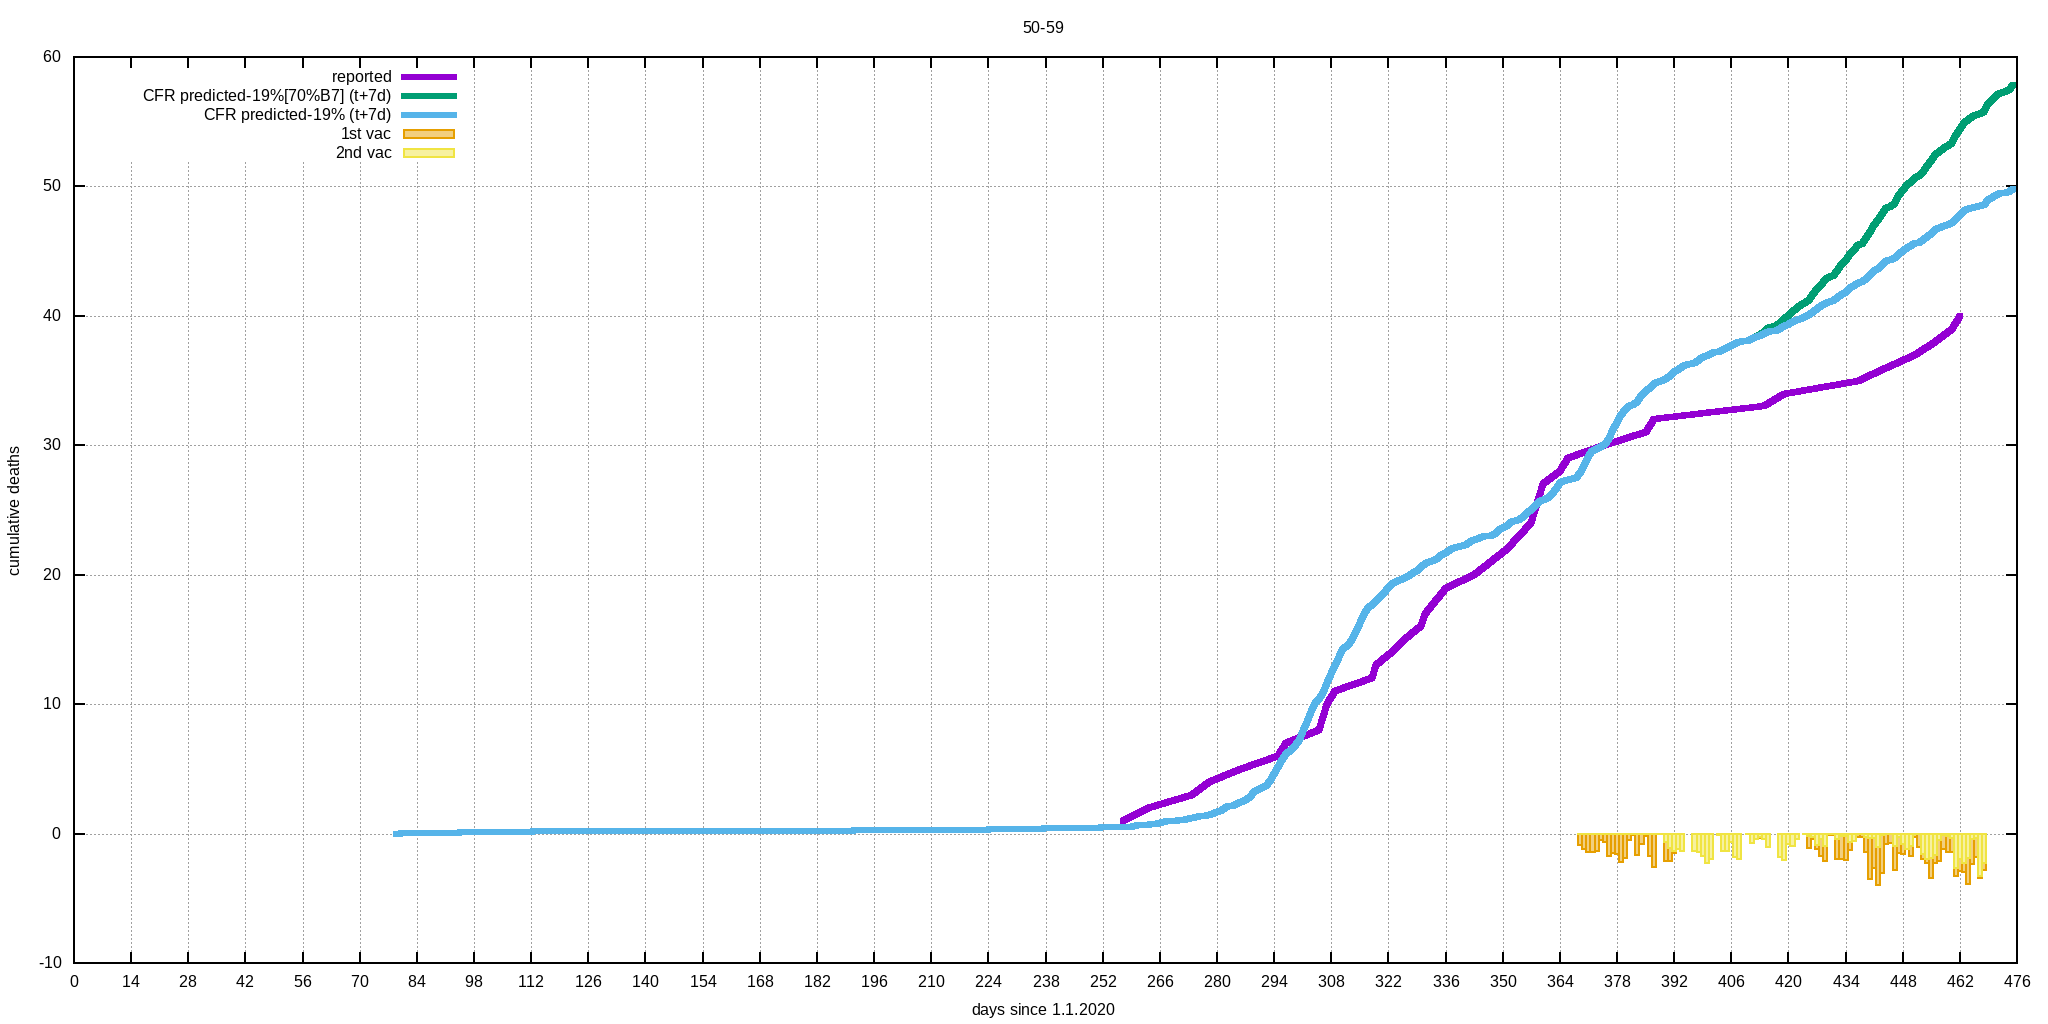 50-59
60
reported
CFR predicted-19%[70%B7] (t+7d)
CFR predicted-19% (t+7d)
1st vac
2nd vac
50
40
30
20
10
0
-10
cumulative deaths
0 14 28 42 56 70 84 98 112 126 140 154 168 182 196 210 224 238 252 266 280 294 308 322 336 350 364 378 392 406 420 434 448 462 476
days since 1.1.2020